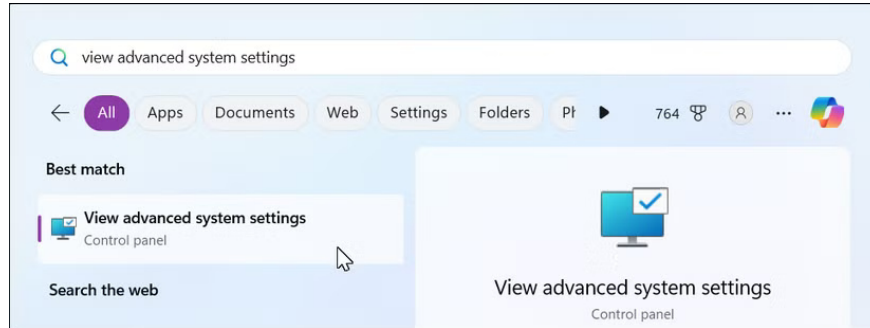 view advanced system settings
All Apps Documents Web Settings Folders 764
Best match
View advanced system settings
Control panel
Search the web
View advanced system settings
Control panel